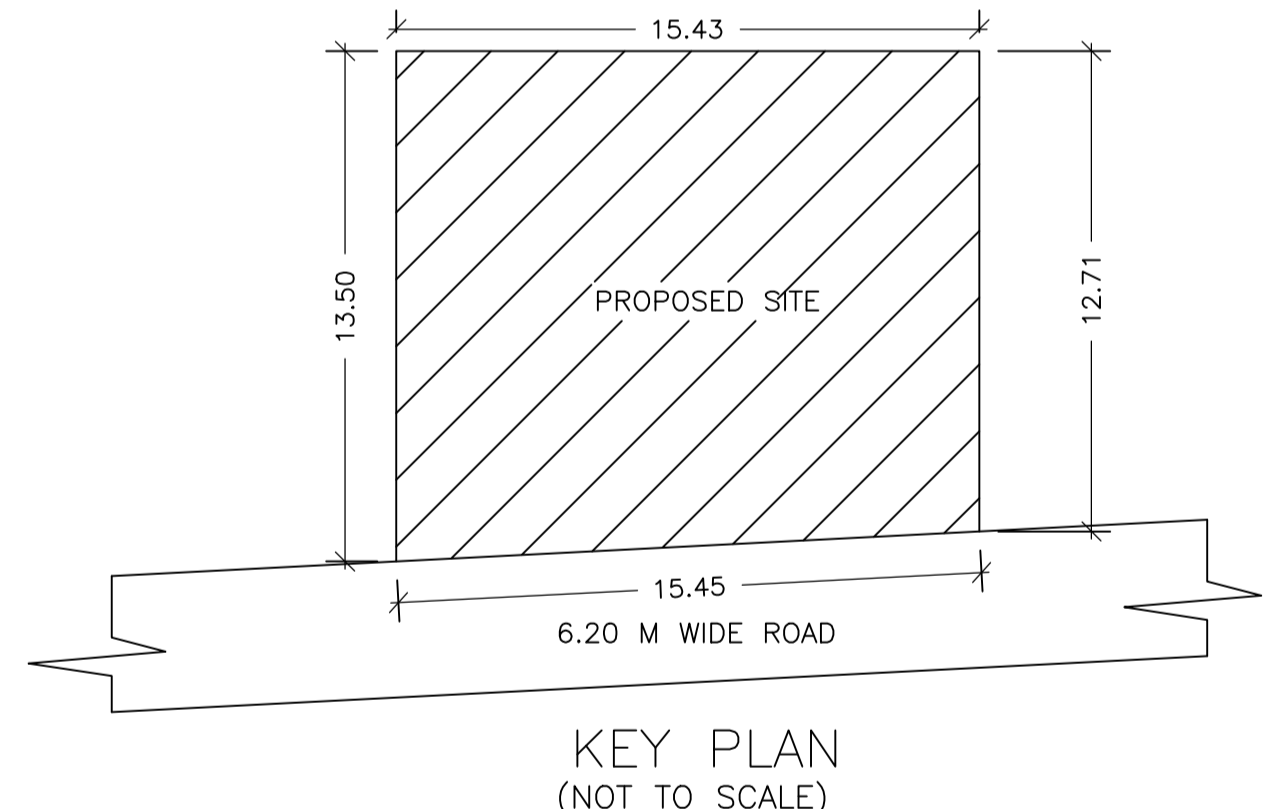 15.43
13.50
12.71
PROPOSED SITE
15.45
6.20 M WIDE ROAD
KEY PLAN
(NOT TO SCALE)